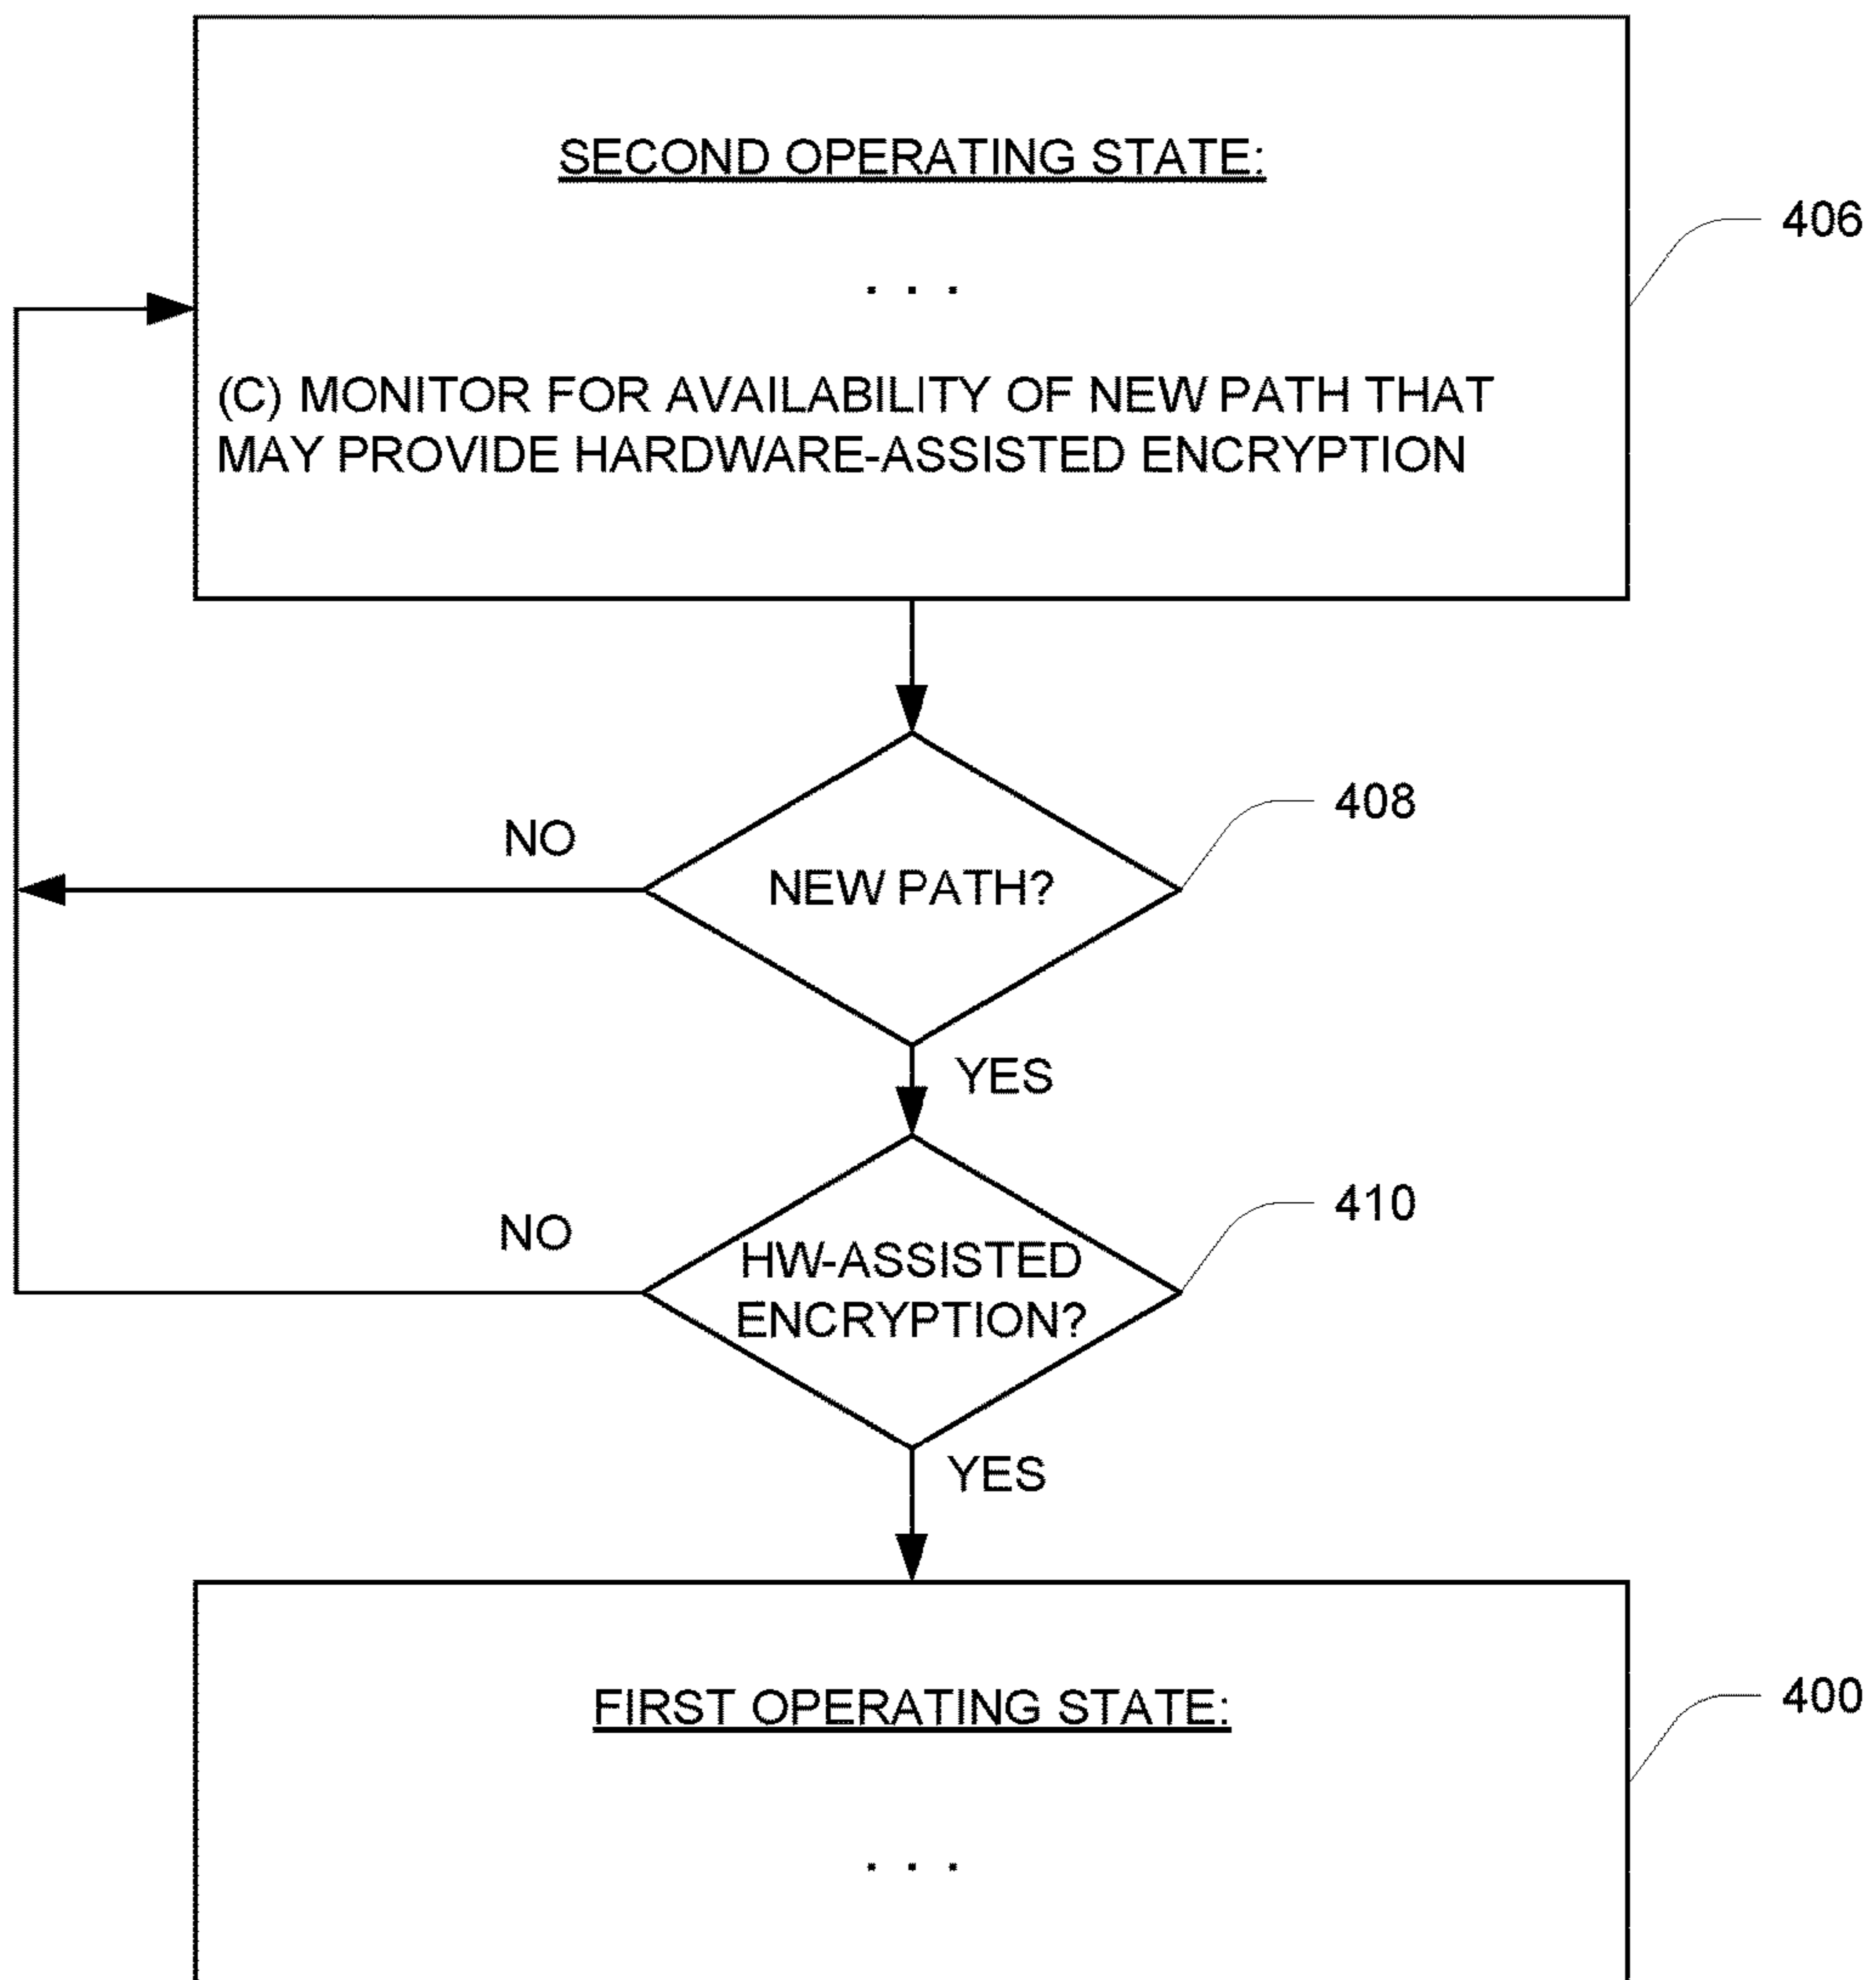 SECOND OPERATING STATE:
. . .
406
(C) MONITOR FOR AVAILABILITY OF NEW PATH THAT
MAY PROVIDE HARDWARE-ASSISTED ENCRYPTION
408
NO
NEW PATH?
YES
410
NO
HW-ASSISTED
ENCRYPTION?
YES
FIRST OPERATING STATE:
400
. . .